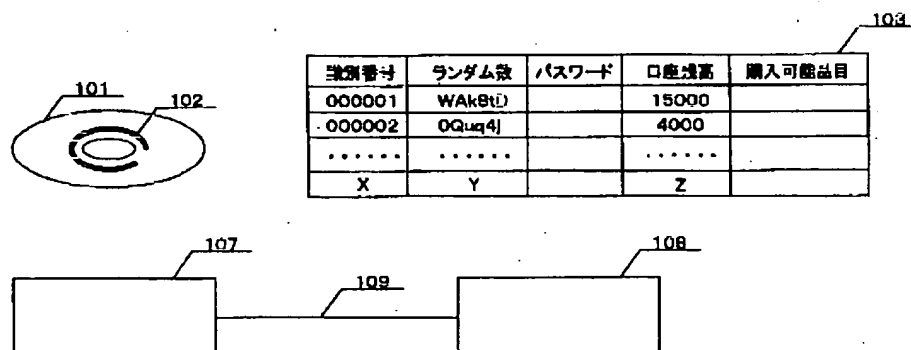 103
101
102
識別番号 ランダム数 パスワード 口座残高 購入可能品目
000001 WAk8tD 15000
000002 0Quq4j 4000
...... ...... ......
X Y Z
107
109
108